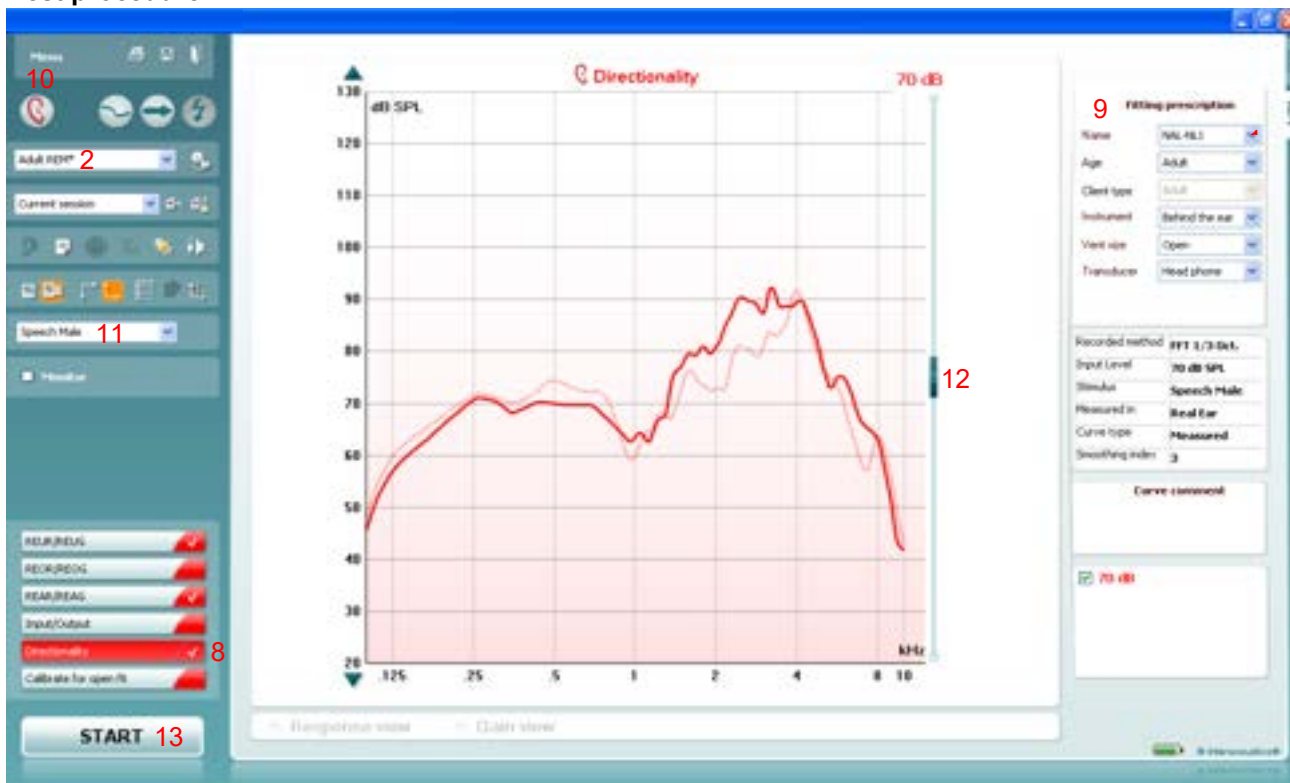 Menu
10
Adult REM* 2
Current session
Speech Male 11
Monitor
REUR/REUG
REOR/REOG
REAR/REAG
Input/Output
Directionality 8
Calibrate for open fit
START 13
Directionality
70 dB
dB SPL
130
120
110
100
90
80
70
60
50
40
30
20
kHz
.125 .25 .5 1 2 4 8 10
12
Response view Gain view
9 Fitting prescription
Name NAL-NL1
Age Adult
Client type Adult
Instrument Behind the ear
Vent size Open
Transducer Head phone
Recorded method FFT 1/3 Oct.
Input Level 70 dB SPL
Stimulus Speech Male
Measured in Real Ear
Curve type Measured
Smoothing index 3
Curve comment
70 dB